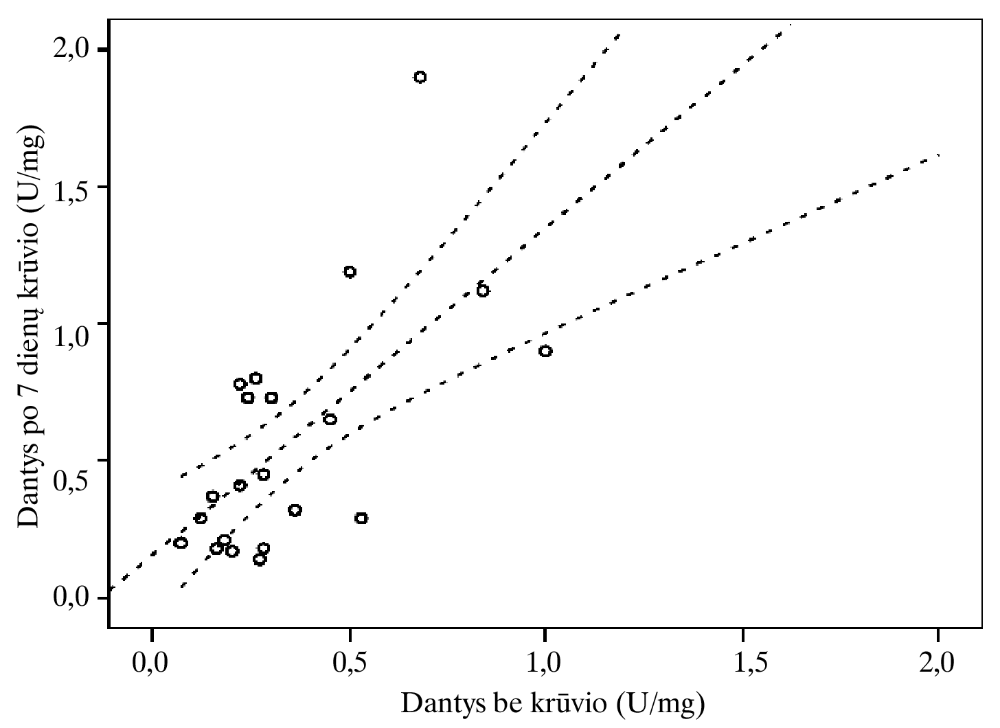 Dantys po 7 dienų krūvio (U/mg)
2,0
1,5
1,0
0,5
0,0
0,0 0,5 1,0 1,5 2,0
Dantys be krūvio (U/mg)